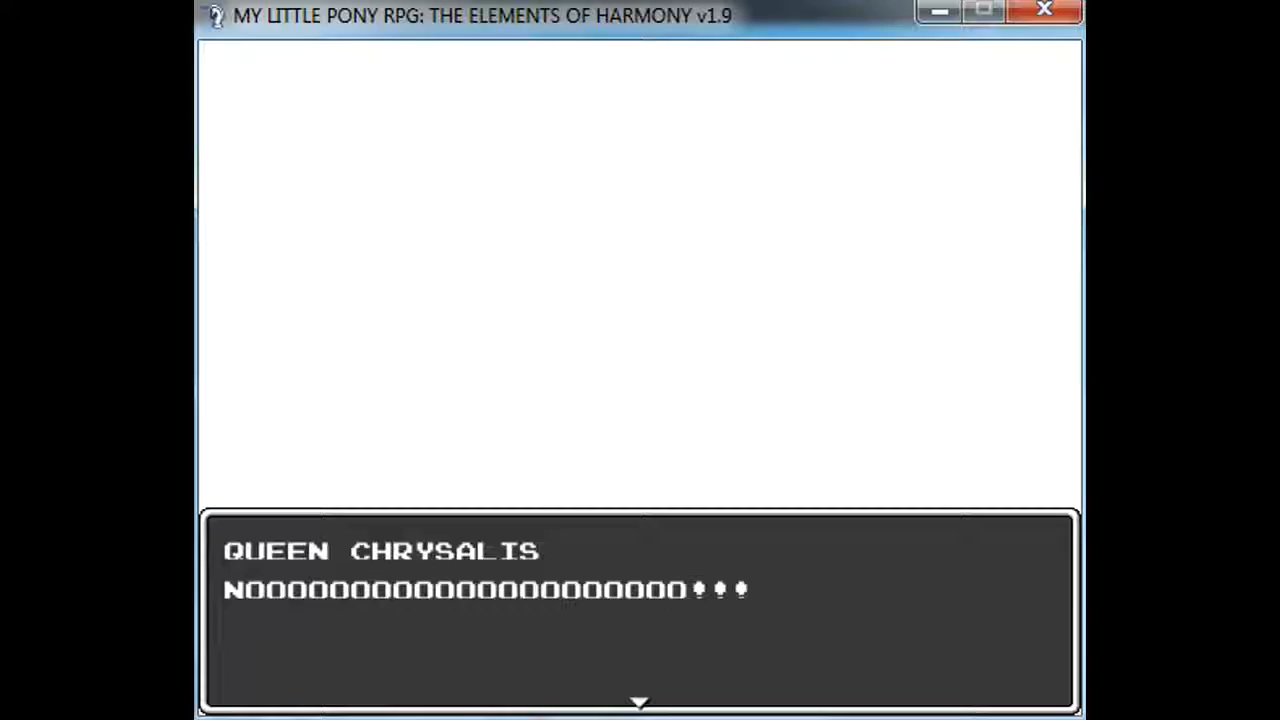 MY LITTLE PONY RPG: THE ELEMENTS OF HARMONY v1.9
QUEEN CHRYSALIS
NOOOOOOOOOOOOOOOOOOOOO!!!